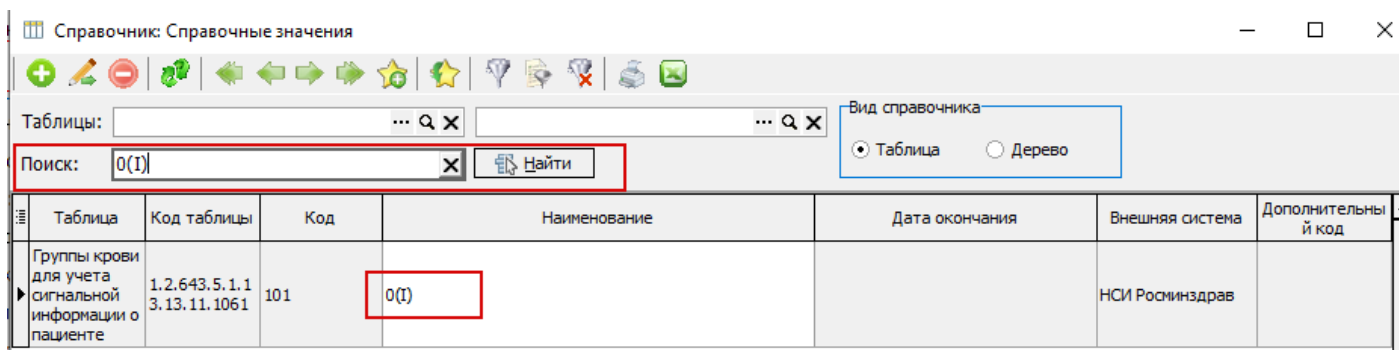 Справочник: Справочные значения
Таблицы:
Вид справочника
Таблица Дерево
Поиск: 0(I) Найти
Таблица Код таблицы Код Наименование Дата окончания Внешняя система Дополнительны
й код
Группы крови
для учета
сигнальной
информации о
пациенте
1.2.643.5.1.1
3.13.11.1061
101
0(I)
НСИ Росминздрав